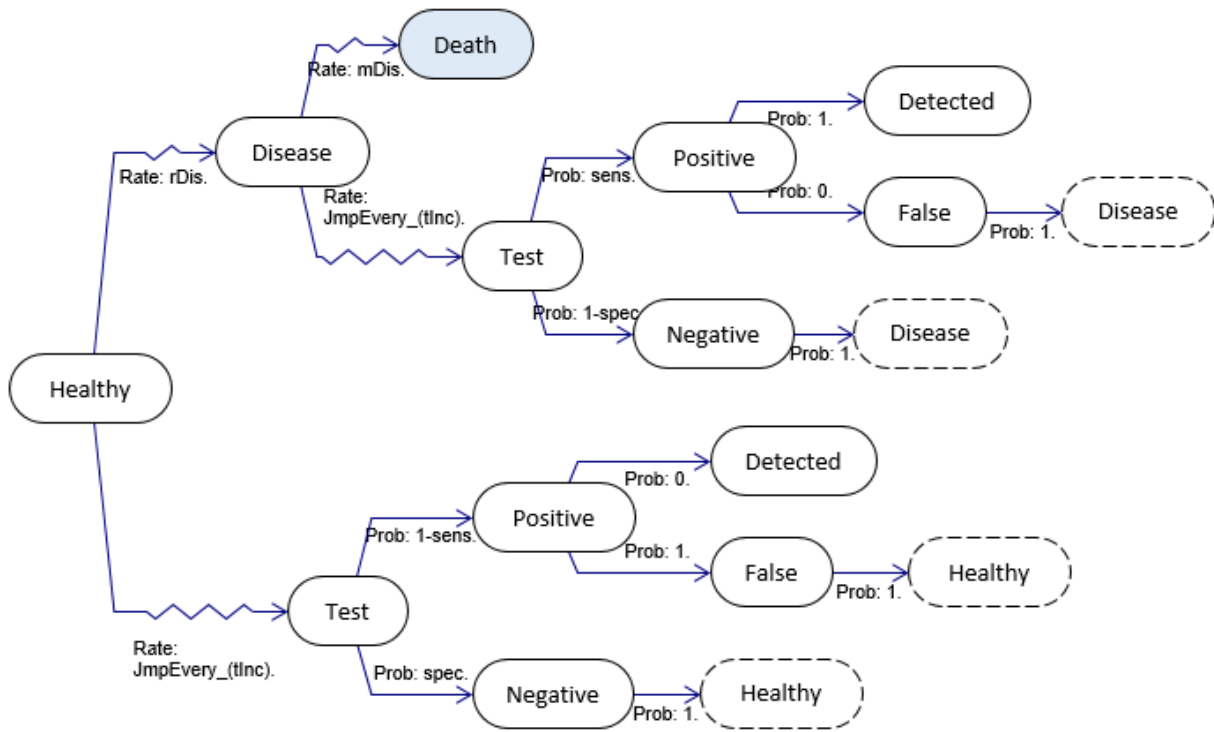 Death
Rate: mDis.
Detected
Prob: 1.
Disease
Positive
Rate: rDis.
Prob: sens.
Rate:
JmpEvery_(tInc).
Prob: 0.
False
Prob: 1.
Disease
Test
Prob: 1-spec
Negative
Prob: 1.
Disease
Healthy
Detected
Prob: 0.
Positive
Prob: 1-sens.
Prob: 1.
False
Prob: 1.
Healthy
Test
Rate:
JmpEvery_(tInc).
Prob: spec.
Negative
Prob: 1.
Healthy